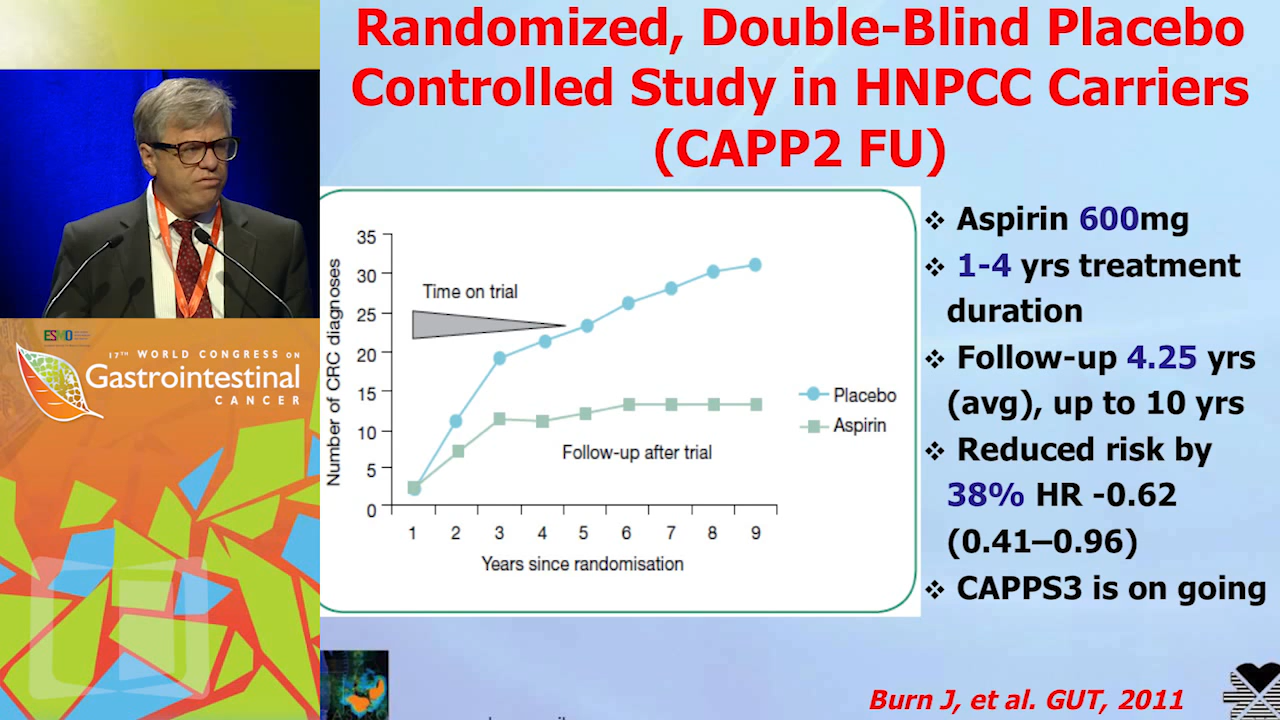 Randomized, Double-Blind Placebo
Controlled Study in HNPCC Carriers
(CAPP2 FU)
35
30
25
20
15
10
5
0
Number of CRC diagnoses
Time on trial
Follow-up after trial
Placebo
Aspirin
1 2 3 4 5 6 7 8 9
Years since randomisation
❖ Aspirin 600mg
❖ 1-4 yrs treatment
duration
❖ Follow-up 4.25 yrs
(avg), up to 10 yrs
❖ Reduced risk by
38% HR -0.62
(0.41–0.96)
❖ CAPPS3 is on going
Burn J, et al. GUT, 2011
ESMO
17TH WORLD CONGRESS ON
Gastrointestinal
CANCER